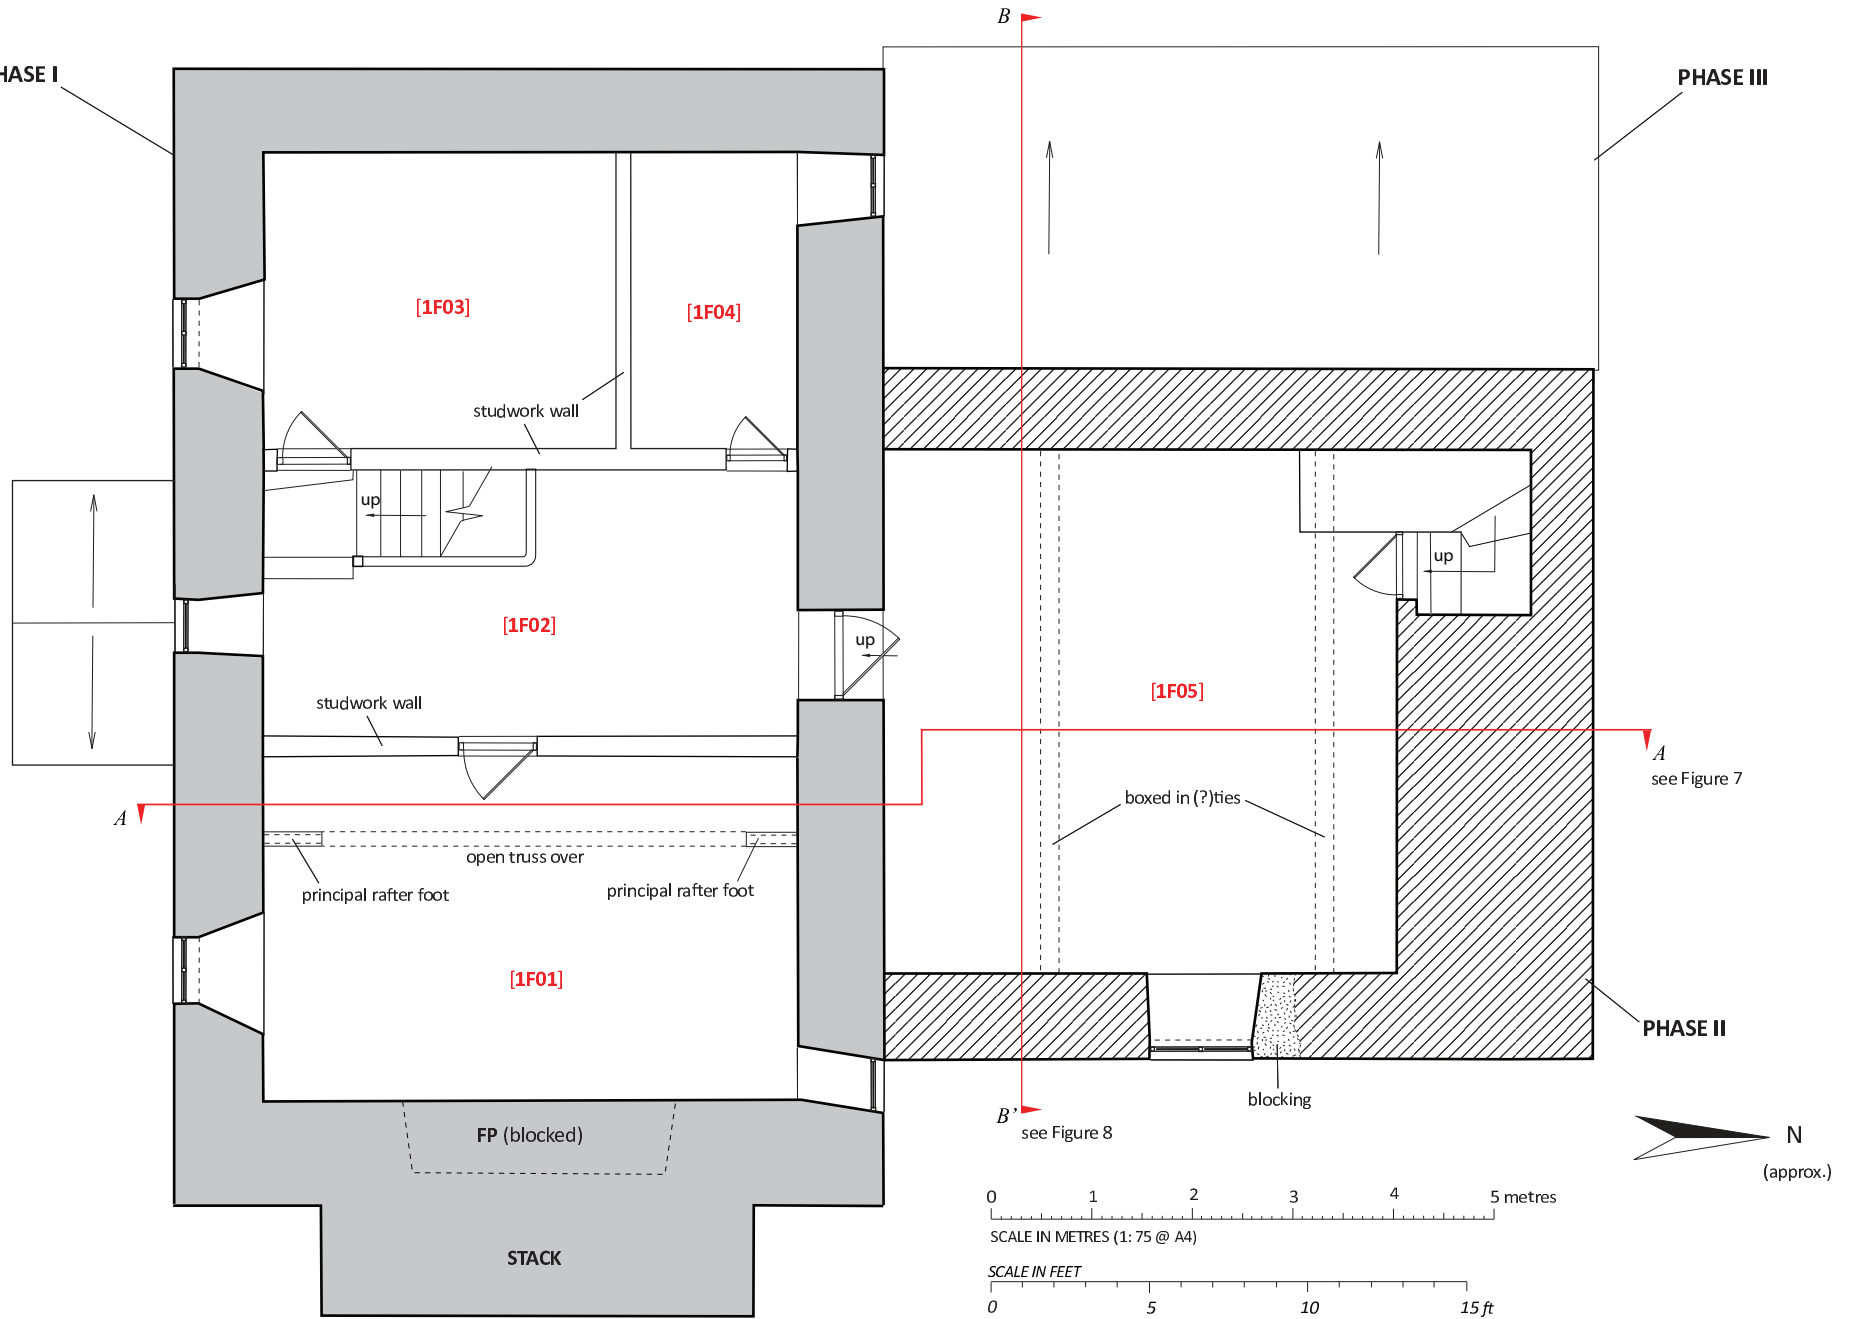 B
HASE I
PHASE III
[1F03]
[1F04]
studwork wall
up
up
[1F02]
up
[1F05]
studwork wall
A
see Figure 7
boxed in (?)ties
A
open truss over
principal rafter foot
principal rafter foot
[1F01]
PHASE II
blocking
B’
see Figure 8
FP (blocked)
N
(approx.)
0 1 2 3 4 5 metres
SCALE IN METRES (1: 75 @ A4)
STACK
SCALE IN FEET
0 5 10 15 ft